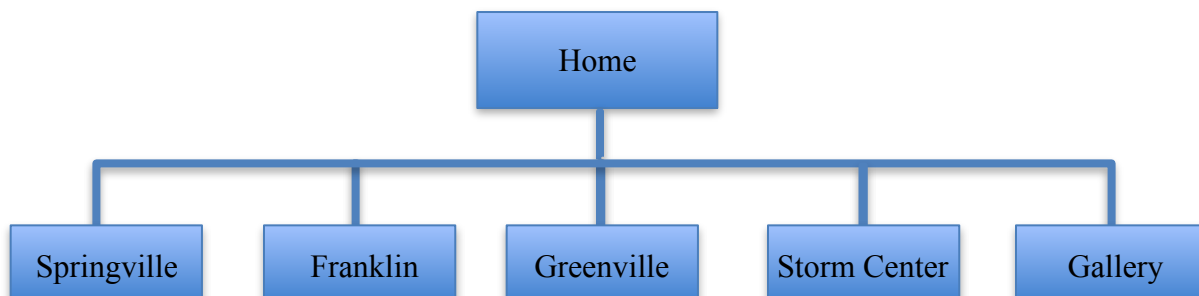 Home
Springville
Franklin
Greenville
Storm Center
Gallery